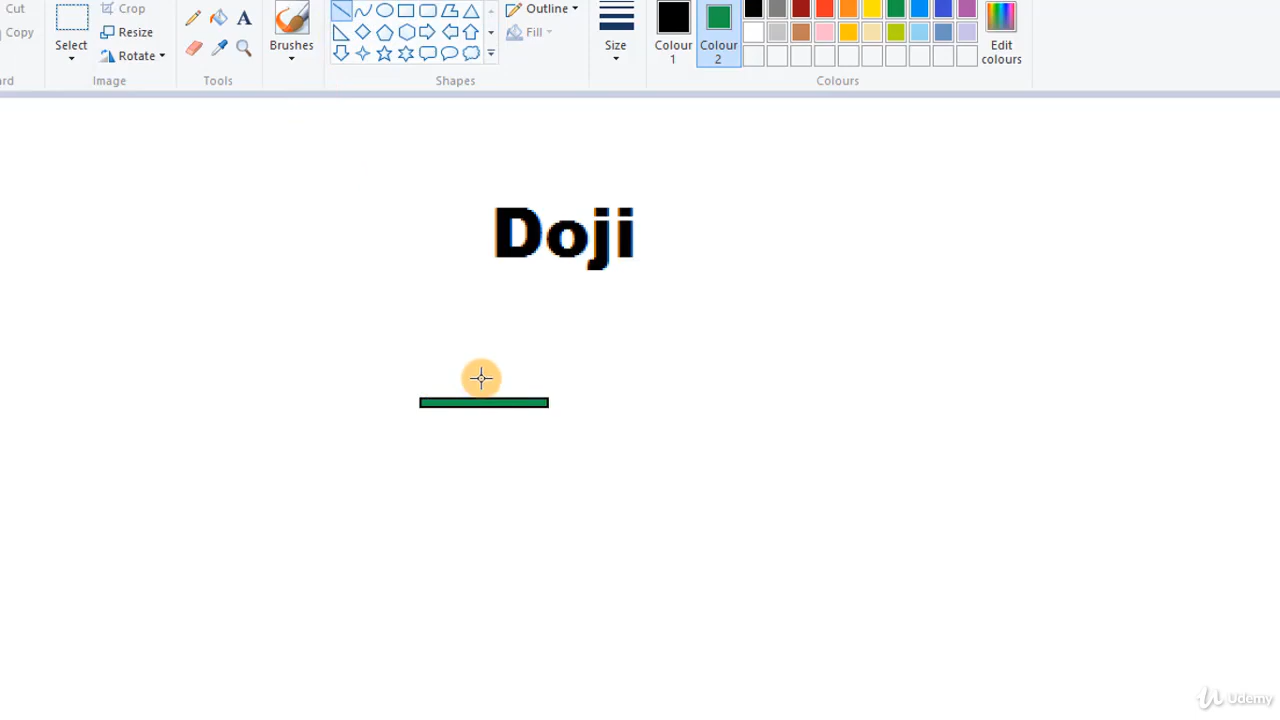 Cut
Copy
Crop
Resize
Rotate
Select
Brushes
Outline
Fill
Size
Colour 1
Colour 2
Edit colours
rd
Image
Tools
Shapes
Colours
Doji
Udemy